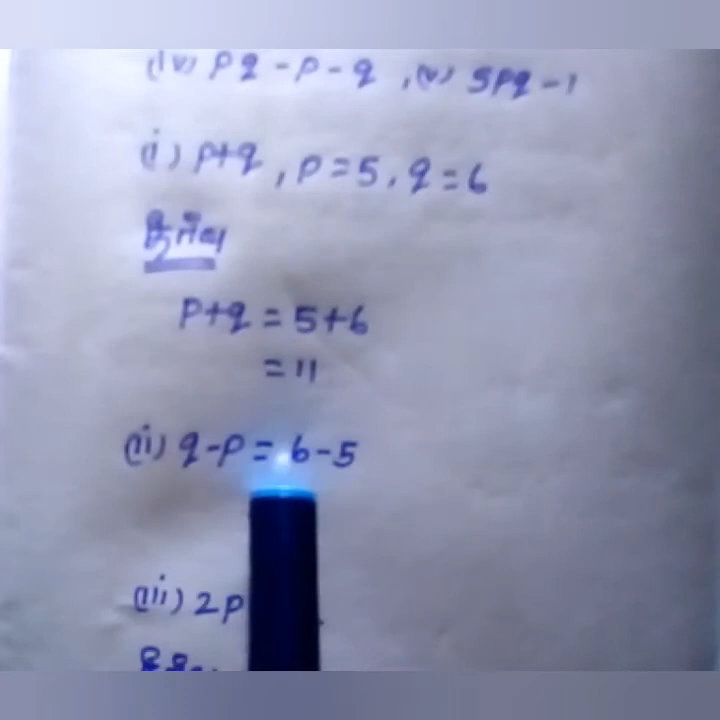 (iv) pq - p - q , (v) 5pq - 1
(i) p+q , p = 5, q = 6
தீர்வு
p+q = 5+6
= 11
(ii) q-p = 6-5
(iii) 2p